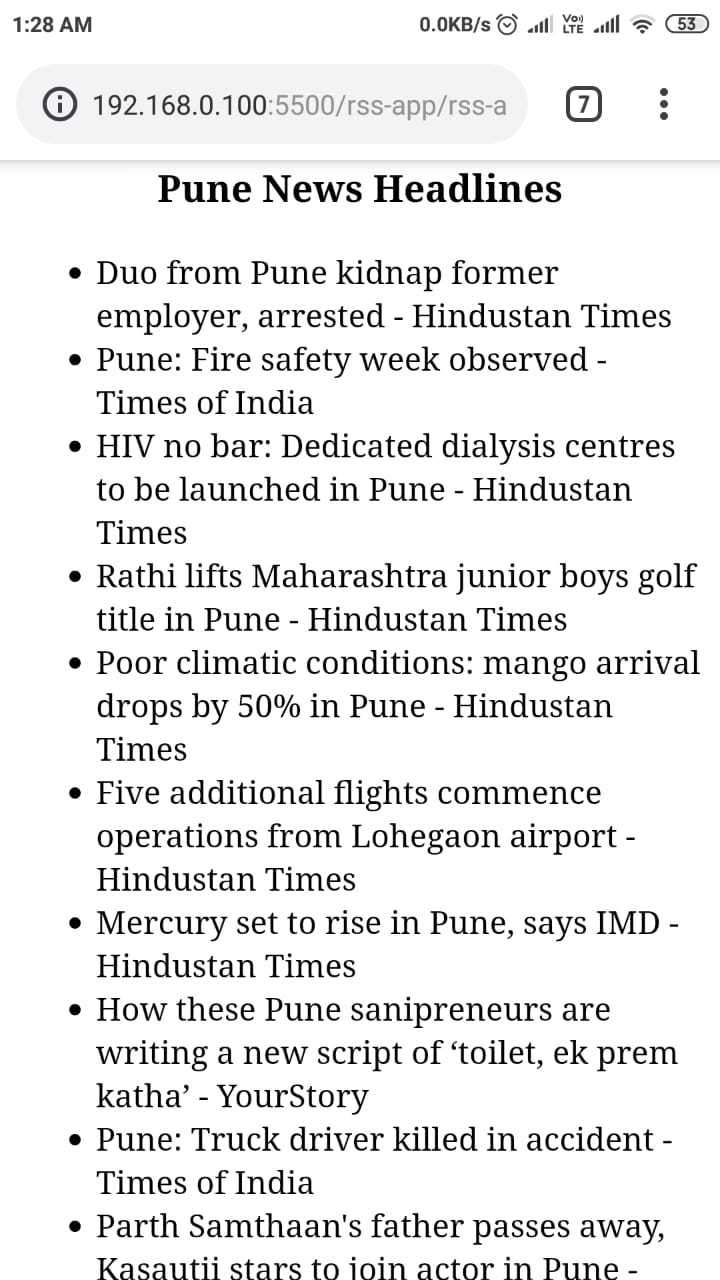 1:28 AM 0.0KB/s Vo) LTE 53
192.168.0.100:5500/rss-app/rss-a 7
Pune News Headlines
• Duo from Pune kidnap former
employer, arrested - Hindustan Times
• Pune: Fire safety week observed -
Times of India
• HIV no bar: Dedicated dialysis centres
to be launched in Pune - Hindustan
Times
• Rathi lifts Maharashtra junior boys golf
title in Pune - Hindustan Times
• Poor climatic conditions: mango arrival
drops by 50% in Pune - Hindustan
Times
• Five additional flights commence
operations from Lohegaon airport -
Hindustan Times
• Mercury set to rise in Pune, says IMD -
Hindustan Times
• How these Pune sanipreneurs are
writing a new script of ‘toilet, ek prem
katha’ - YourStory
• Pune: Truck driver killed in accident -
Times of India
• Parth Samthaan's father passes away,
Kasautii stars to join actor in Pune -